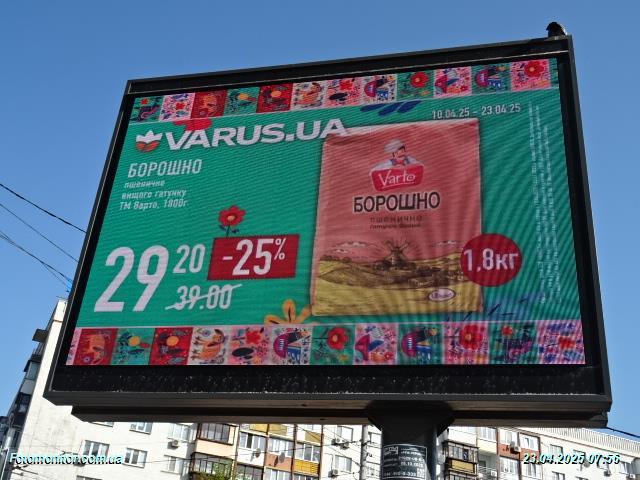 10.04.25 - 23.04.25
VARUS.UA
БОРОШНО
пшеничне
вищого ґатунку
ТМ Варто, 1800г
29 20
-25%
39.00
Varto
БОРОШНО
пшеничне
1,8кг
Fotomonitor.com.ua
23.04.2025 07:56